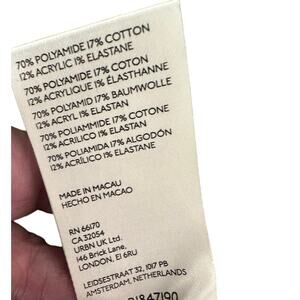 70% POLYAMIDE 17% COTTON
12% ACRYLIC 1% ELASTANE
70% POLYAMIDE 17% COTON
12% ACRYLIQUE 1% ÉLASTHANNE
70% POLYAMID 17% BAUMWOLLE
12% ACRYL 1% ELASTAN
70% POLIAMMIDE 17% COTONE
12% ACRILICO 1% ELASTAN
70% POLIAMIDA 17% ALGODÓN
12% ACRÍLICO 1% ELASTANE
MADE IN MACAU
HECHO EN MACAO
RN 66170
CA 32054
URBN UK Ltd.
146 Brick Lane,
LONDON, E1 6RU
LEIDSESTRAAT 32, 1017 PB
AMSTERDAM, NETHERLANDS